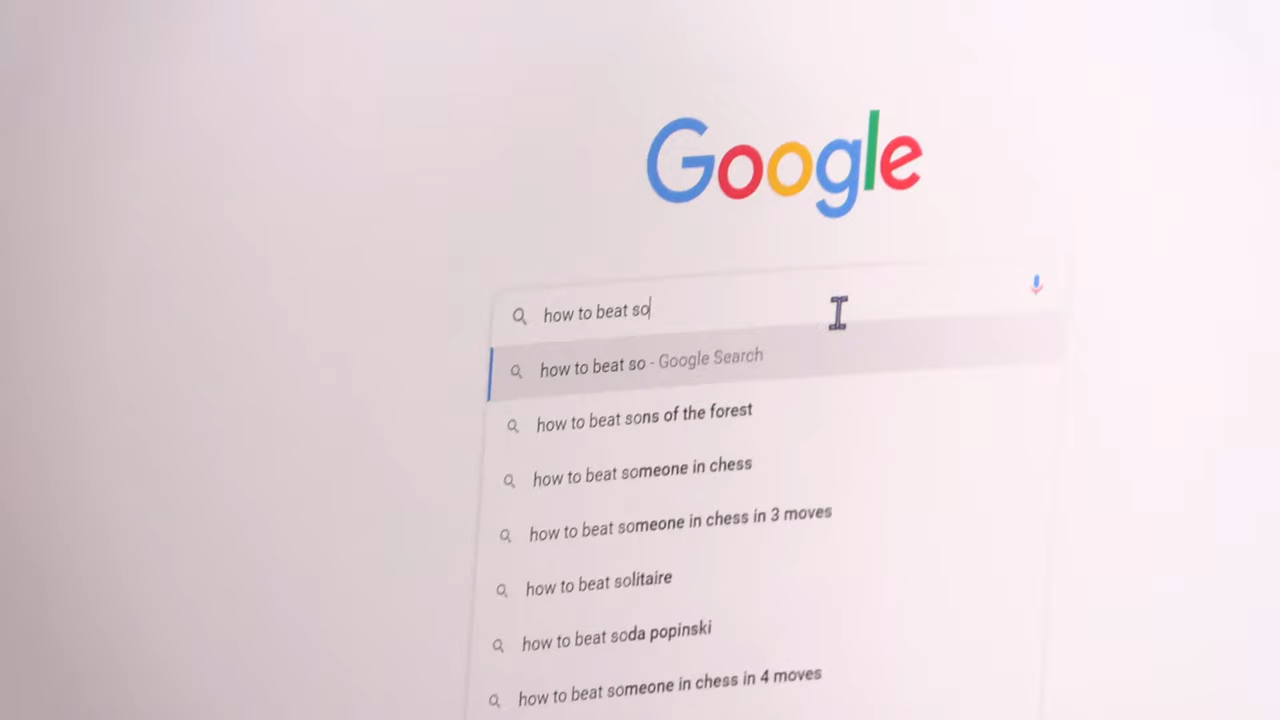 Google
how to beat so
how to beat so - Google Search
how to beat sons of the forest
how to beat someone in chess
how to beat someone in chess in 3 moves
how to beat solitaire
how to beat soda popinski
how to beat someone in chess in 4 moves